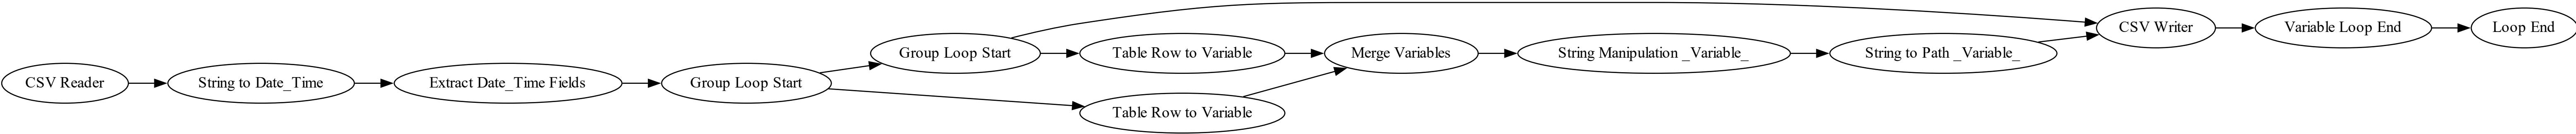 CSV Reader
String to Date_Time
Extract Date_Time Fields
Group Loop Start
Group Loop Start
Table Row to Variable
Table Row to Variable
Merge Variables
String Manipulation _Variable_
String to Path _Variable_
CSV Writer
Variable Loop End
Loop End